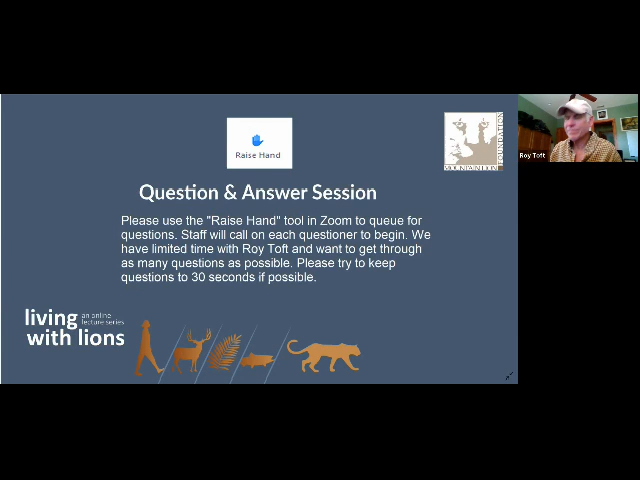 Raise Hand
MOUNTAIN LION
FOUNDATION
Roy Toft
Question & Answer Session
Please use the "Raise Hand" tool in Zoom to queue for
questions. Staff will call on each questioner to begin. We
have limited time with Roy Toft and want to get through
as many questions as possible. Please try to keep
questions to 30 seconds if possible.
living an online
lecture series
with lions